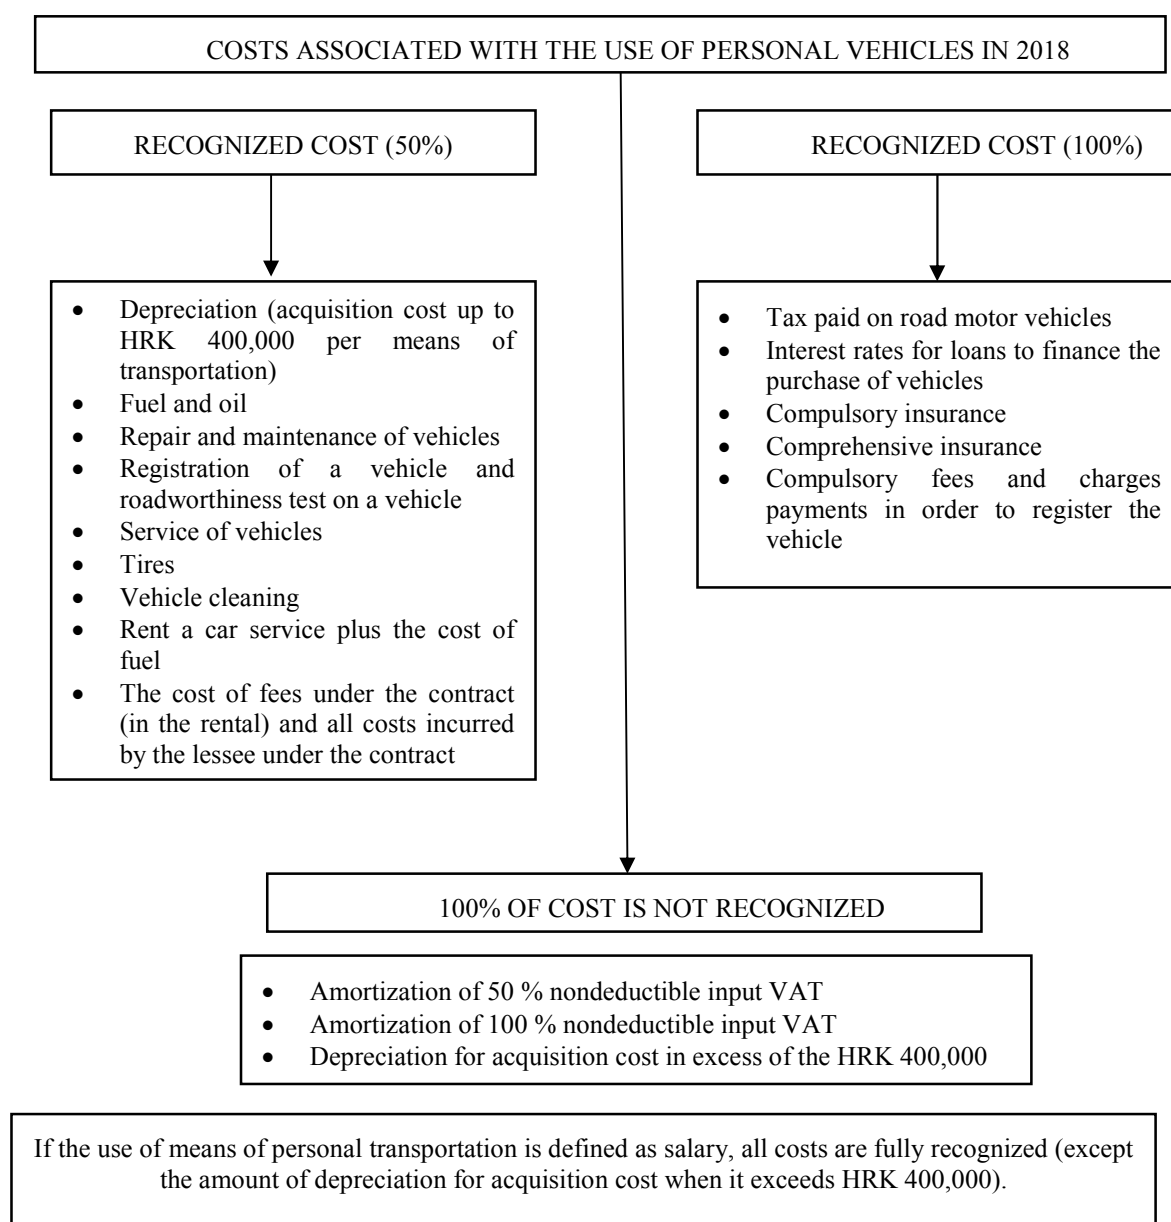 COSTS ASSOCIATED WITH THE USE OF PERSONAL VEHICLES IN 2018
RECOGNIZED COST (50%)
• Depreciation (acquisition cost up to
HRK 400,000 per means of
transportation)
• Fuel and oil
• Repair and maintenance of vehicles
• Registration of a vehicle and
roadworthiness test on a vehicle
• Service of vehicles
• Tires
• Vehicle cleaning
• Rent a car service plus the cost of
fuel
• The cost of fees under the contract
(in the rental) and all costs incurred
by the lessee under the contract
RECOGNIZED COST (100%)
• Tax paid on road motor vehicles
• Interest rates for loans to finance the
purchase of vehicles
• Compulsory insurance
• Comprehensive insurance
• Compulsory fees and charges
payments in order to register the
vehicle
100% OF COST IS NOT RECOGNIZED
• Amortization of 50 % nondeductible input VAT
• Amortization of 100 % nondeductible input VAT
• Depreciation for acquisition cost in excess of the HRK 400,000
If the use of means of personal transportation is defined as salary, all costs are fully recognized (except
the amount of depreciation for acquisition cost when it exceeds HRK 400,000).